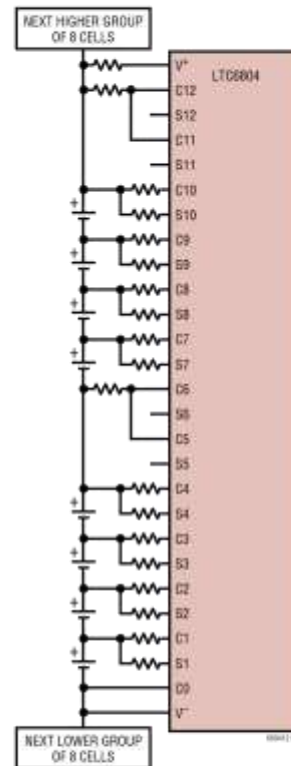 NEXT HIGHER GROUP
OF 8 CELLS
LTC6804
V+
C12
S12
C11
S11
C10
S10
C9
S9
C8
S8
C7
S7
C6
S6
C5
S5
C4
S4
C3
S3
C2
S2
C1
S1
C0
V−
+
+
+
+
+
+
+
+
NEXT LOWER GROUP
OF 8 CELLS